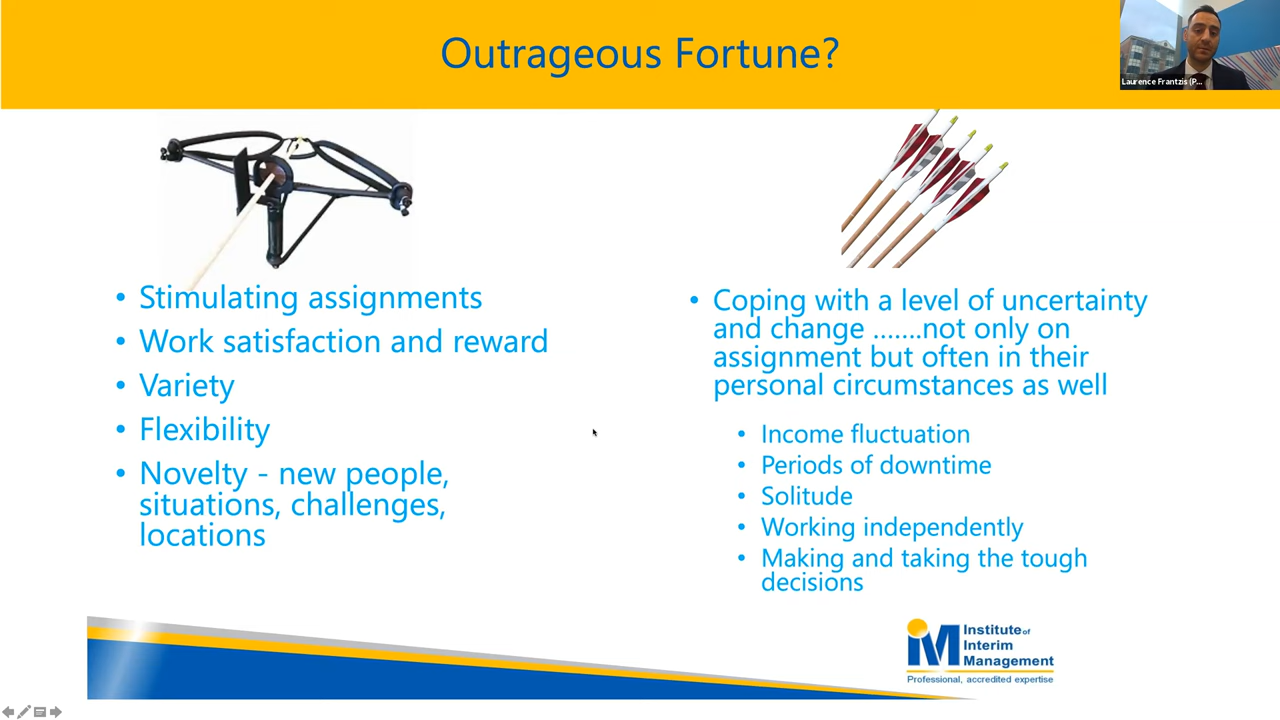 Outrageous Fortune?
Laurence Frantzis (P...
• Stimulating assignments
• Work satisfaction and reward
• Variety
• Flexibility
• Novelty - new people,
situations, challenges,
locations
• Coping with a level of uncertainty
and change .......not only on
assignment but often in their
personal circumstances as well
• Income fluctuation
• Periods of downtime
• Solitude
• Working independently
• Making and taking the tough
decisions
iM
Institute of
Interim
Management
Professional, accredited expertise